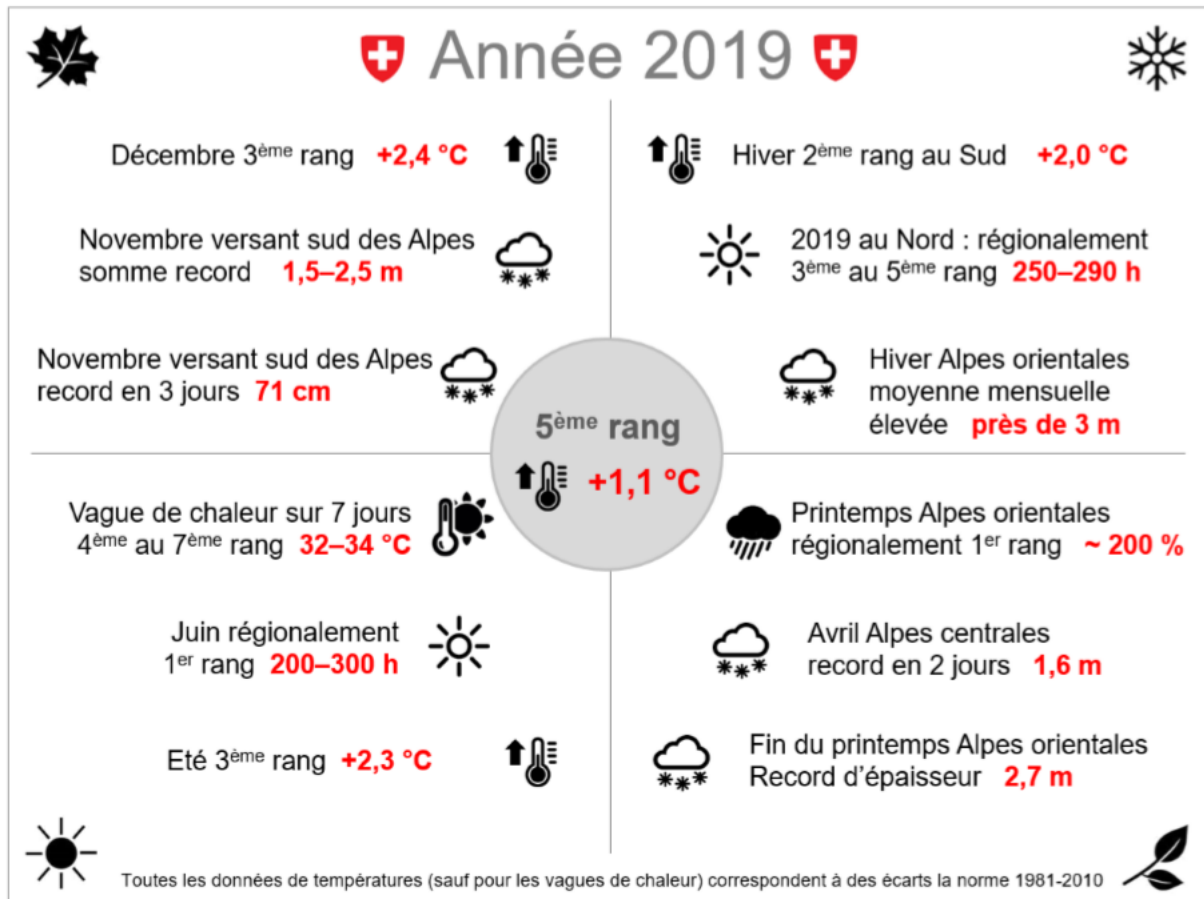 Année 2019
Décembre 3ème rang +2,4 °C
Novembre versant sud des Alpes
somme record 1,5–2,5 m
Novembre versant sud des Alpes
record en 3 jours 71 cm
Hiver 2ème rang au Sud +2,0 °C
2019 au Nord : régionalement
3ème au 5ème rang 250–290 h
Hiver Alpes orientales
moyenne mensuelle
élevée près de 3 m
5ème rang
+1,1 °C
Vague de chaleur sur 7 jours
4ème au 7ème rang 32–34 °C
Juin régionalement
1er rang 200–300 h
Eté 3ème rang +2,3 °C
Printemps Alpes orientales
régionalement 1er rang ~ 200 %
Avril Alpes centrales
record en 2 jours 1,6 m
Fin du printemps Alpes orientales
Record d'épaisseur 2,7 m
Toutes les données de températures (sauf pour les vagues de chaleur) correspondent à des écarts la norme 1981-2010